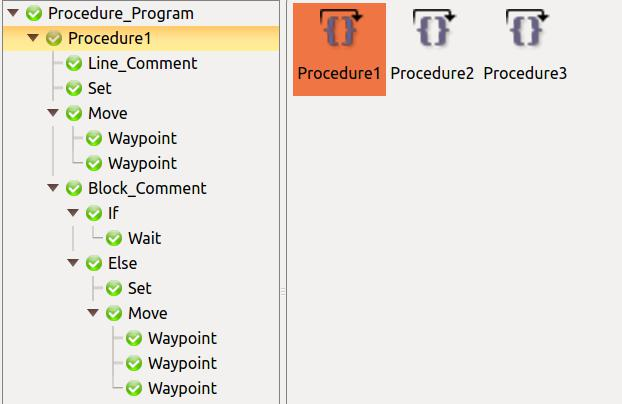 Procedure_Program
Procedure1
Line_Comment
Set
Move
Waypoint
Waypoint
Block_Comment
If
Wait
Else
Set
Move
Waypoint
Waypoint
Waypoint
Procedure1 Procedure2 Procedure3